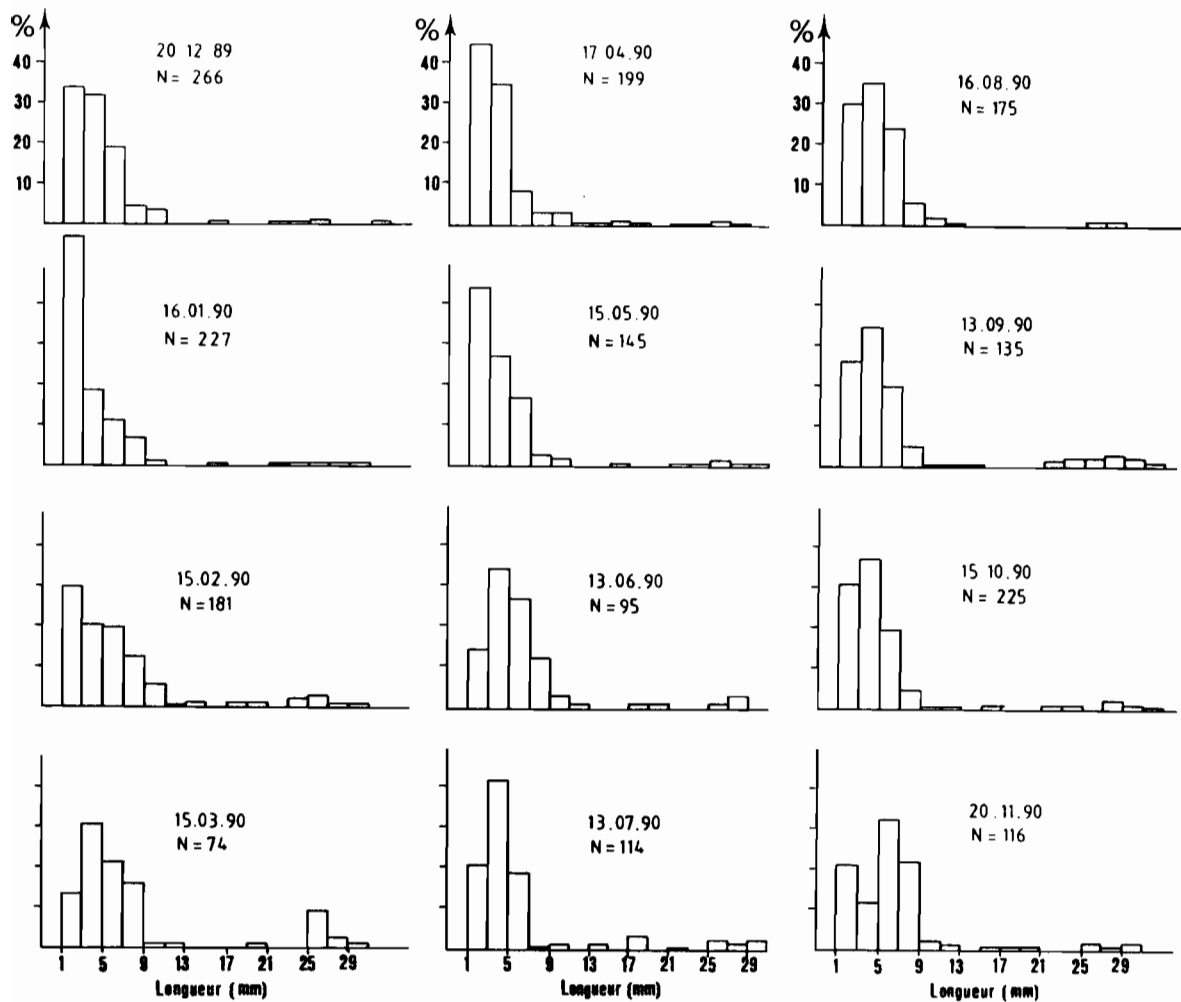 %
20 12 89
N = 266
40
30
20
10
%
17 04.90
N = 199
40
30
20
10
%
16.08.90
N = 175
40
30
20
10
16.01.90
N = 227
15.05.90
N = 145
13.09.90
N = 135
15.02.90
N = 181
13.06.90
N = 95
15 10.90
N = 225
15.03.90
N = 74
1 5 9 13 17 21 25 29
Longueur (mm)
13.07.90
N = 114
1 5 9 13 17 21 25 29
Longueur (mm)
20.11.90
N = 116
1 5 9 13 17 21 25 29
Longueur (mm)